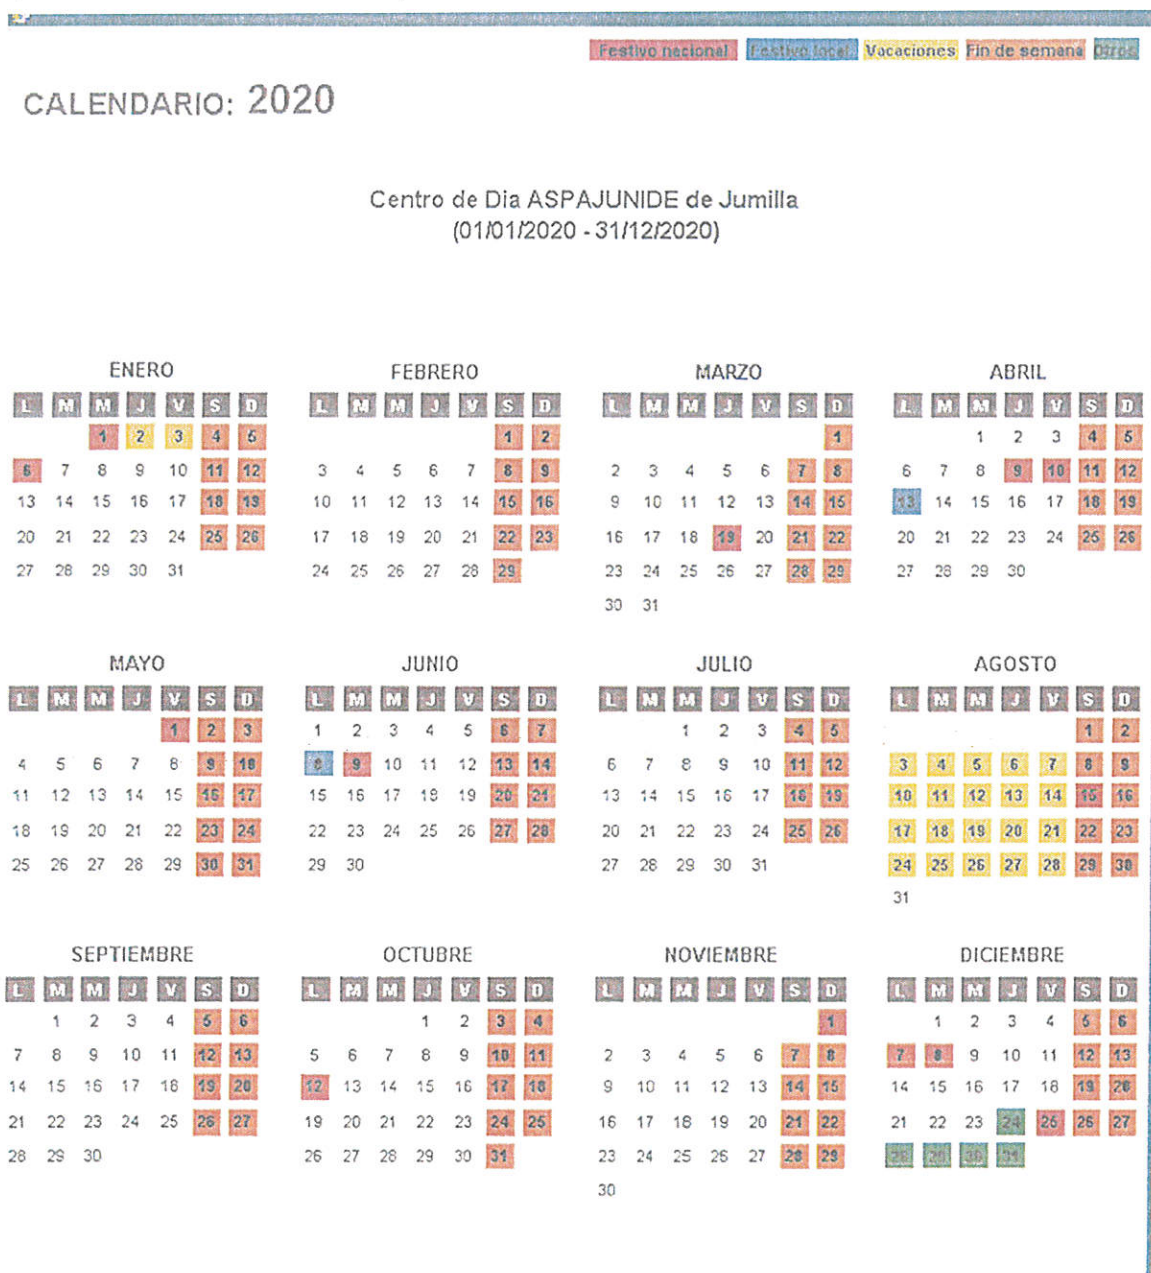 Festivo nacional Festivo local Vacaciones Fin de semana Otros
CALENDARIO: 2020
Centro de Dia ASPAJUNIDE de Jumilla
(01/01/2020 - 31/12/2020)
ENERO FEBRERO MARZO ABRIL
L M M J V S D L M M J V S D L M M J V S D L M M J V S D
1 2 3 4 5 1 2 1 1 2 3 4 5
6 7 8 9 10 11 12 3 4 5 6 7 8 9 2 3 4 5 6 7 8 6 7 8 9 10 11 12
13 14 15 16 17 18 19 10 11 12 13 14 15 16 9 10 11 12 13 14 15 13 14 15 16 17 18 19
20 21 22 23 24 25 26 17 18 19 20 21 22 23 16 17 18 19 20 21 22 20 21 22 23 24 25 26
27 28 29 30 31 24 25 26 27 28 29 23 24 25 26 27 28 29 27 28 29 30
30 31
MAYO JUNIO JULIO AGOSTO
L M M J V S D L M M J V S D L M M J V S D L M M J V S D
1 2 3 1 2 3 4 5 6 7 1 2 3 4 5 1 2
4 5 6 7 8 9 10 8 9 10 11 12 13 14 6 7 8 9 10 11 12 3 4 5 6 7 8 9
11 12 13 14 15 16 17 15 16 17 18 19 20 21 13 14 15 16 17 18 19 10 11 12 13 14 15 16
18 19 20 21 22 23 24 22 23 24 25 26 27 28 20 21 22 23 24 25 26 17 18 19 20 21 22 23
25 26 27 28 29 30 31 29 30 27 28 29 30 31 24 25 26 27 28 29 30
31
SEPTIEMBRE OCTUBRE NOVIEMBRE DICIEMBRE
L M M J V S D L M M J V S D L M M J V S D L M M J V S D
1 2 3 4 5 6 1 2 3 4 1 1 2 3 4 5 6
7 8 9 10 11 12 13 5 6 7 8 9 10 11 2 3 4 5 6 7 8 7 8 9 10 11 12 13
14 15 16 17 18 19 20 12 13 14 15 16 17 18 9 10 11 12 13 14 15 14 15 16 17 18 19 20
21 22 23 24 25 26 27 19 20 21 22 23 24 25 16 17 18 19 20 21 22 21 22 23 24 25 26 27
28 29 30 26 27 28 29 30 31 23 24 25 26 27 28 29 28 29 30 31
30